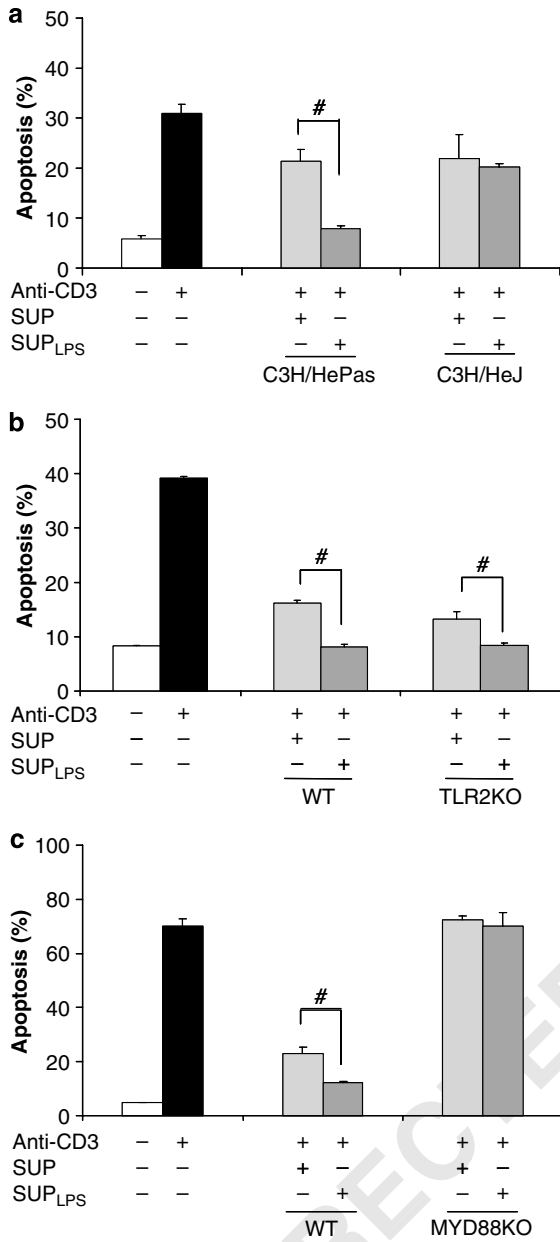 a
50
40
30
20
10
0
Apoptosis (%)
#
Anti-CD3 – + + + + +
SUP – – + – + –
SUPLPS – – – + – +
C3H/HePas C3H/HeJ
b
50
40
30
20
10
0
Apoptosis (%)
# #
Anti-CD3 – + + + + +
SUP – – + – + –
SUPLPS – – – + – +
WT TLR2KO
c
100
80
60
40
20
0
Apoptosis (%)
#
Anti-CD3 – + + + + +
SUP – – + – + –
SUPLPS – – – + – +
WT MYD88KO